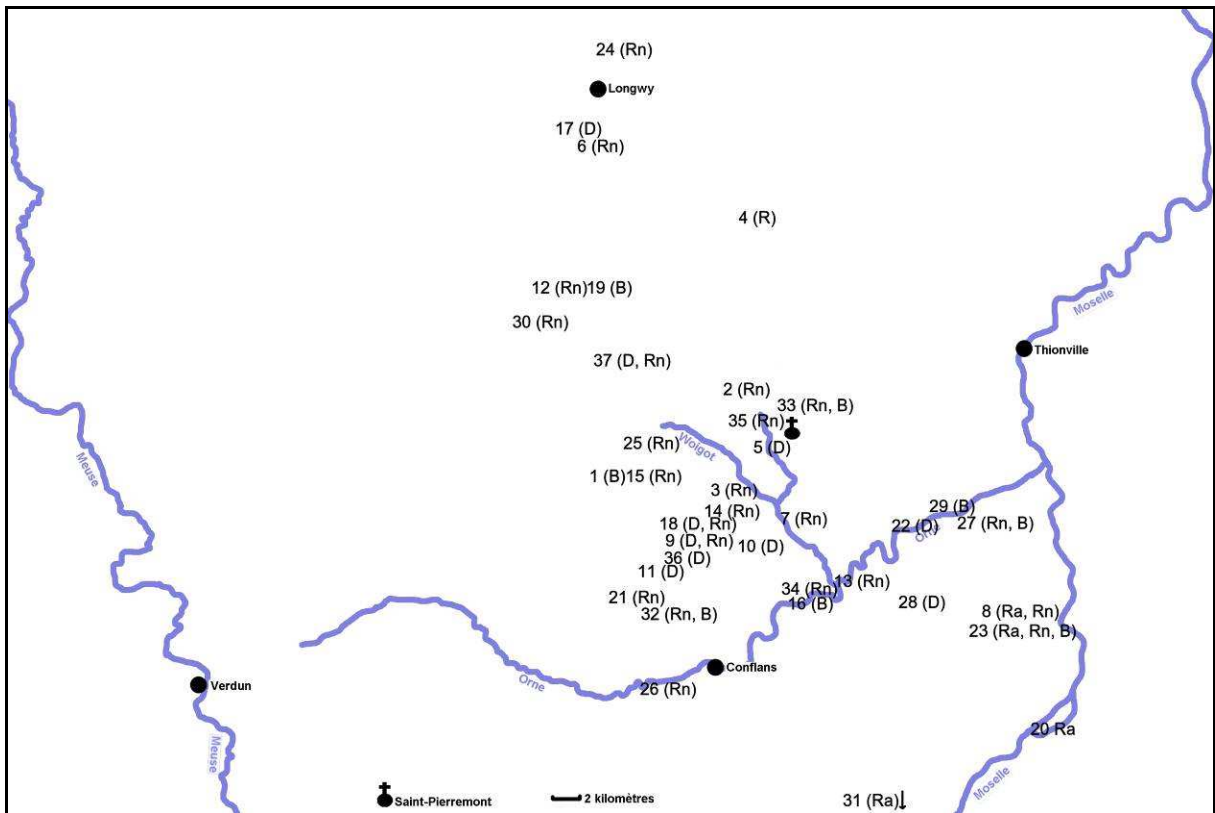 24 (Rn)
Longwy
17 (D)
6 (Rn)
4 (R)
Moselle
12 (Rn) 19 (B)
30 (Rn)
Thionville
37 (D, Rn)
2 (Rn)
33 (Rn, B)
35 (Rn)
Woigot
25 (Rn)
5 (D)
Meuse
1 (B) 15 (Rn)
3 (Rn)
29 (B)
14 (Rn)
7 (Rn)
18 (D, Rn)
22 (D)
27 (Rn, B)
Orne
9 (D, Rn)
10 (D)
36 (D)
11 (D)
13 (Rn)
34 (Rn)
21 (Rn)
16 (B)
28 (D)
8 (Ra, Rn)
32 (Rn, B)
23 (Ra, Rn, B)
Conflans
Orne
Verdun
26 (Rn)
20 Ra
Meuse
Moselle
Saint-Pierremont
2 kilomètres
31 (Ra)